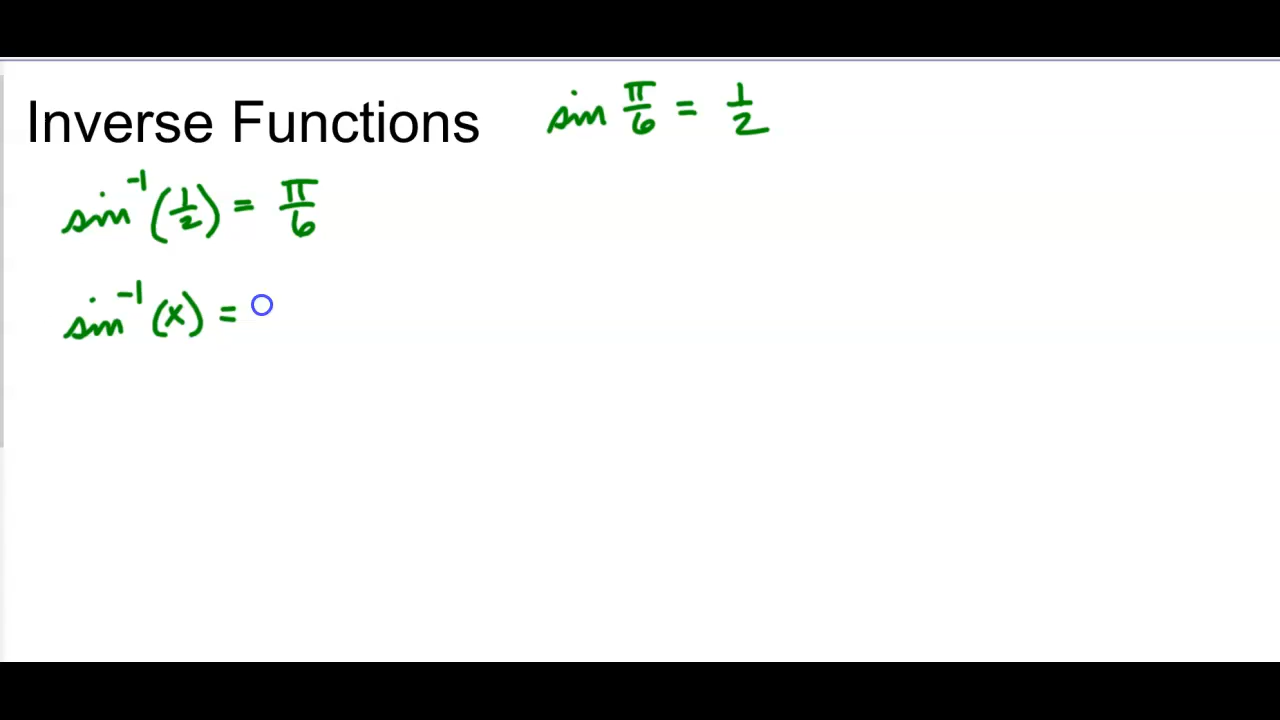 Inverse Functions sin π/6 = 1/2
sin⁻¹(1/2) = π/6
sin⁻¹(x) =